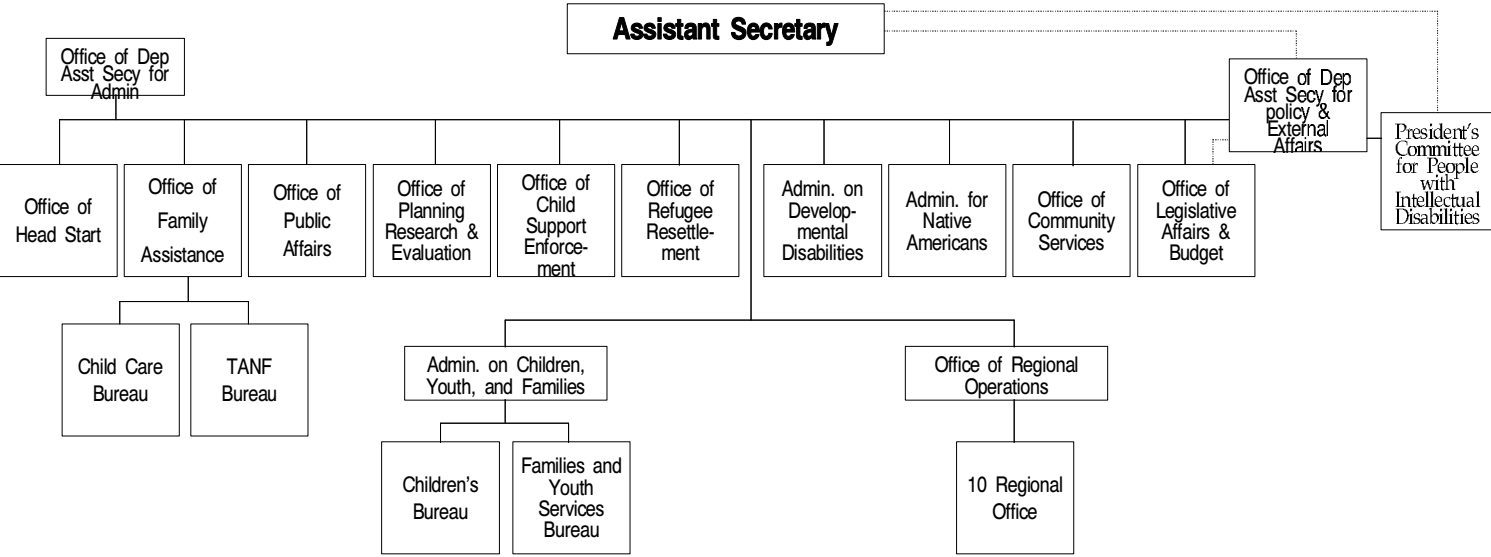 Assistant Secretary
Office of Dep
Asst Secy for
Admin
Office of Dep
Asst Secy for
policy &
External
Affairs
President's
Committee
for People
with
Intellectual
Disabilities
Office of
Head Start
Office of
Family
Assistance
Office of
Public
Affairs
Office of
Planning
Research &
Evaluation
Office of
Child
Support
Enforce-
ment
Office of
Refugee
Resettle-
ment
Admin. on
Develop-
mental
Disabilities
Admin. for
Native
Americans
Office of
Community
Services
Office of
Legislative
Affairs &
Budget
Child Care
Bureau
TANF
Bureau
Admin. on Children,
Youth, and Families
Office of Regional
Operations
Children's
Bureau
Families and
Youth
Services
Bureau
10 Regional
Office